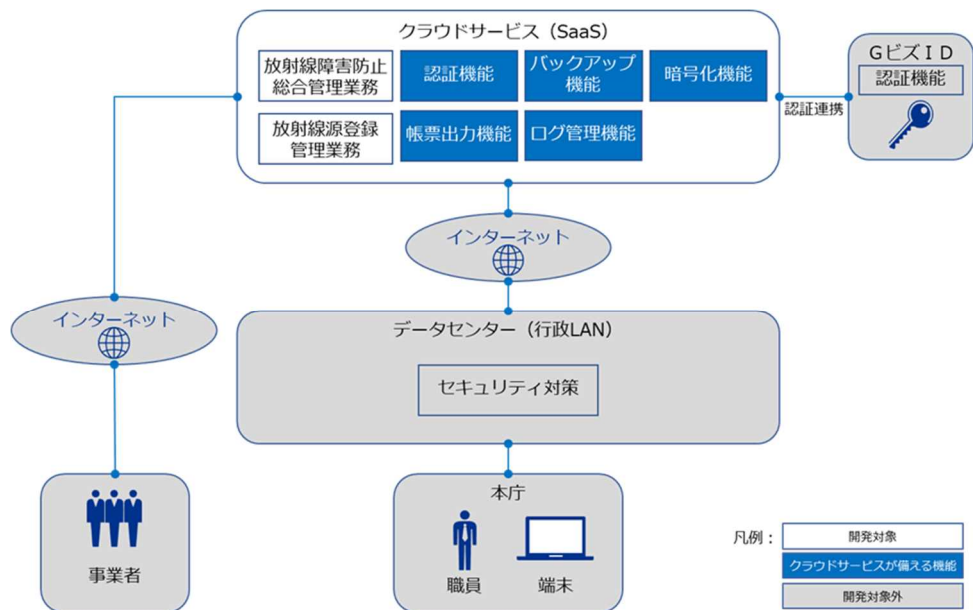 クラウドサービス（SaaS）
放射線障害防止
総合管理業務
認証機能
バックアップ
機能
暗号化機能
放射線源登録
管理業務
帳票出力機能
ログ管理機能
GビズID
認証機能
認証連携
インターネット
インターネット
データセンター（行政LAN）
セキュリティ対策
事業者
本庁
職員
端末
凡例：
開発対象
クラウドサービスが備える機能
開発対象外